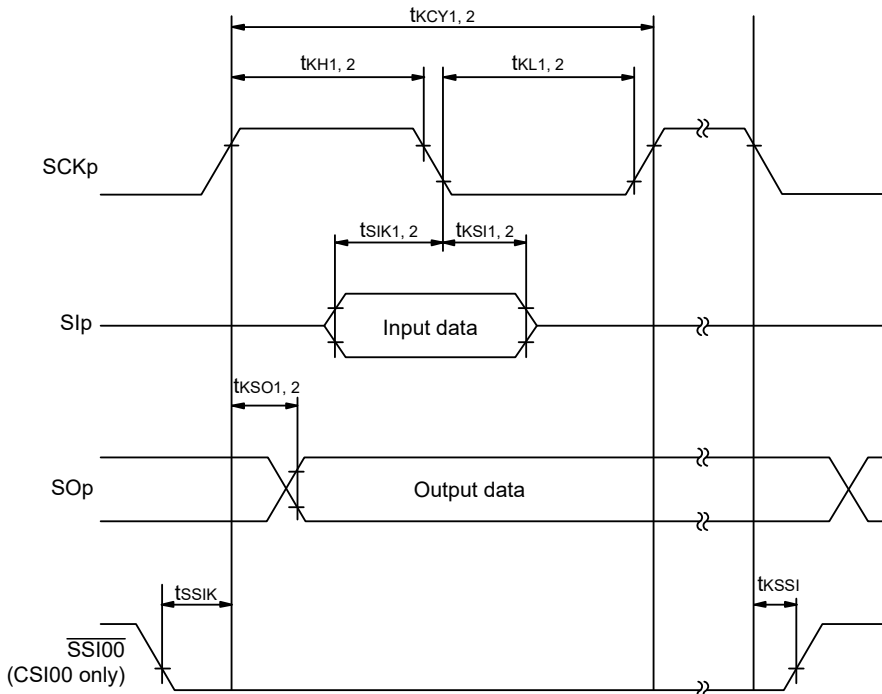 tKCY1, 2
tKH1, 2
tKL1, 2
SCKp
tSIK1, 2
tKSI1, 2
SIp
Input data
tKSO1, 2
SOp
Output data
tSSIK
tKSSI
SSI00
(CSI00 only)